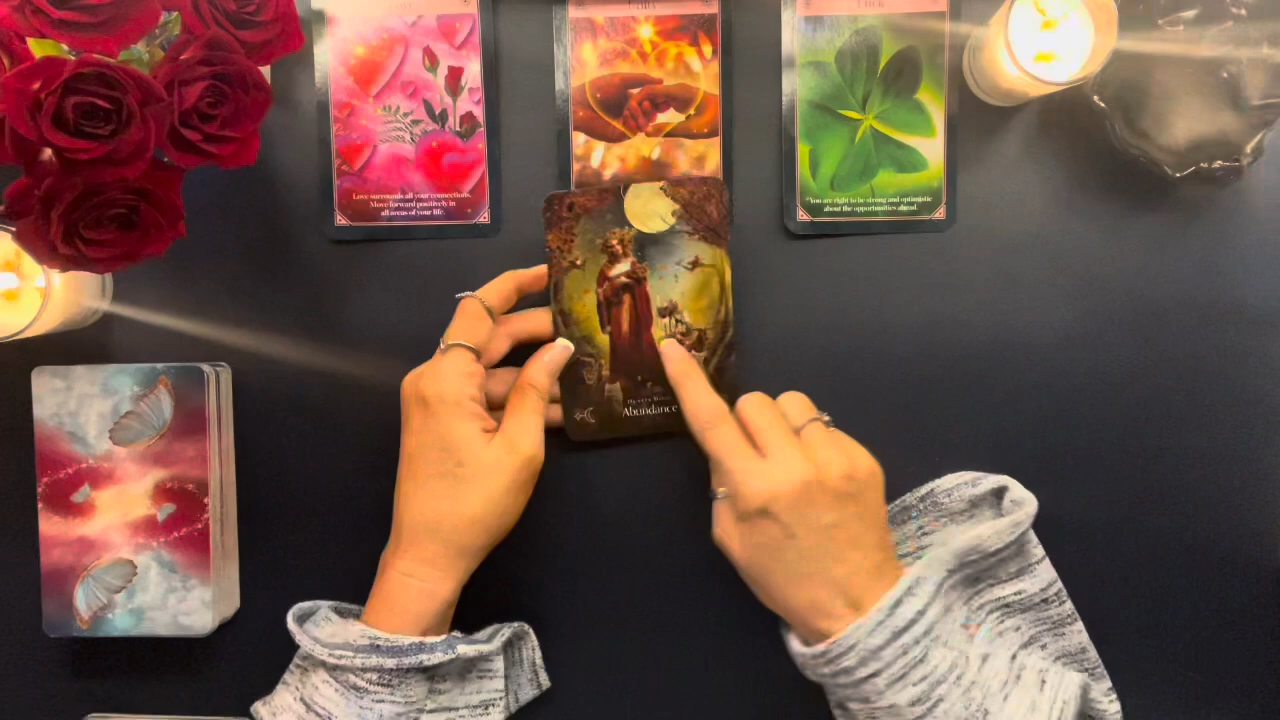 Love surrounds all your connections.
Move forward positively in
all areas of your life.
You are right to be strong and optimistic
about the opportunities ahead.
Abundance